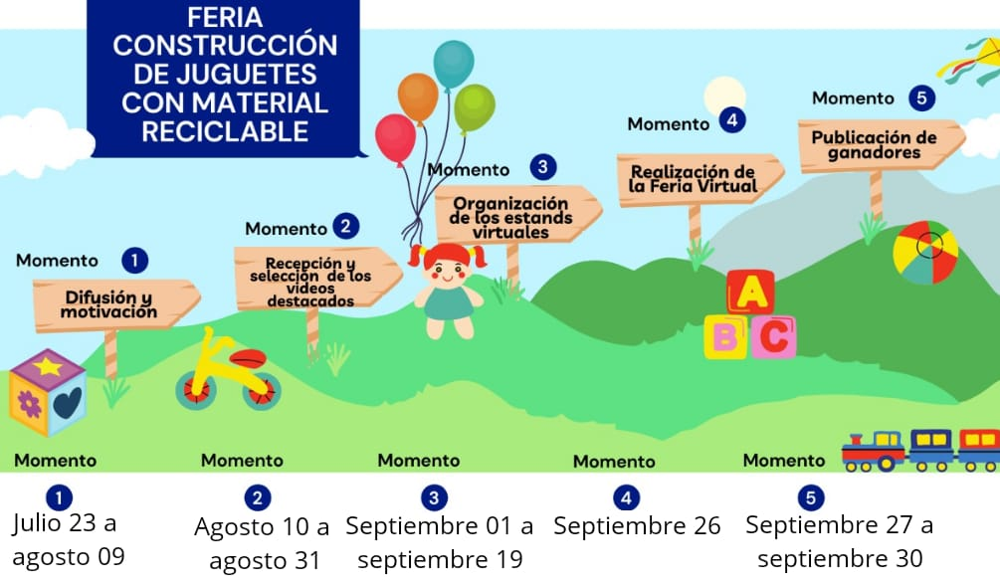 FERIA
CONSTRUCCIÓN
DE JUGUETES
CON MATERIAL
RECICLABLE
Momento 1
Difusión y
motivación
Momento 2
Recepción y
selección de los
videos
destacados
Momento 3
Organización
de los estands
virtuales
Momento 4
Realización de
la Feria Virtual
Momento 5
Publicación de
ganadores
A
B C
Momento
1
Julio 23 a
agosto 09
Momento
2
Agosto 10 a
agosto 31
Momento
3
Septiembre 01 a
septiembre 19
Momento
4
Septiembre 26
Momento
5
Septiembre 27 a
septiembre 30